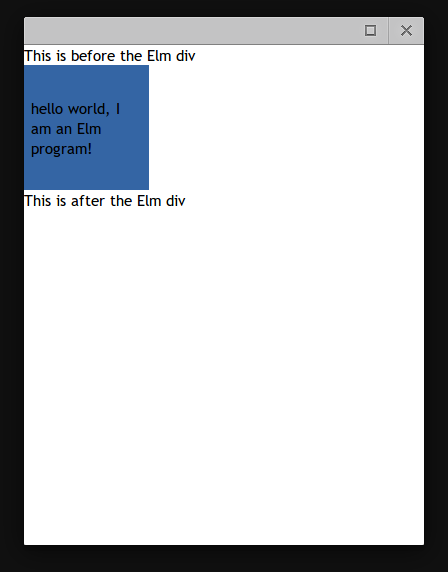 This is before the Elm div
hello world, I
am an Elm
program!
This is after the Elm div